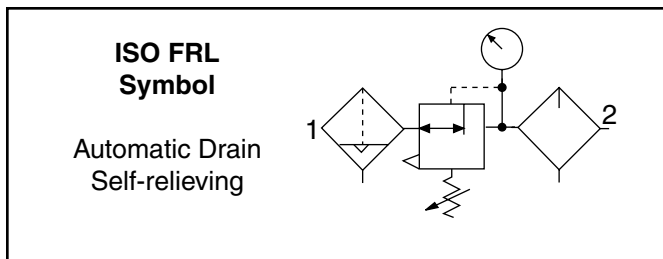 ISO FRL
Symbol
Automatic Drain
Self-relieving
1
2